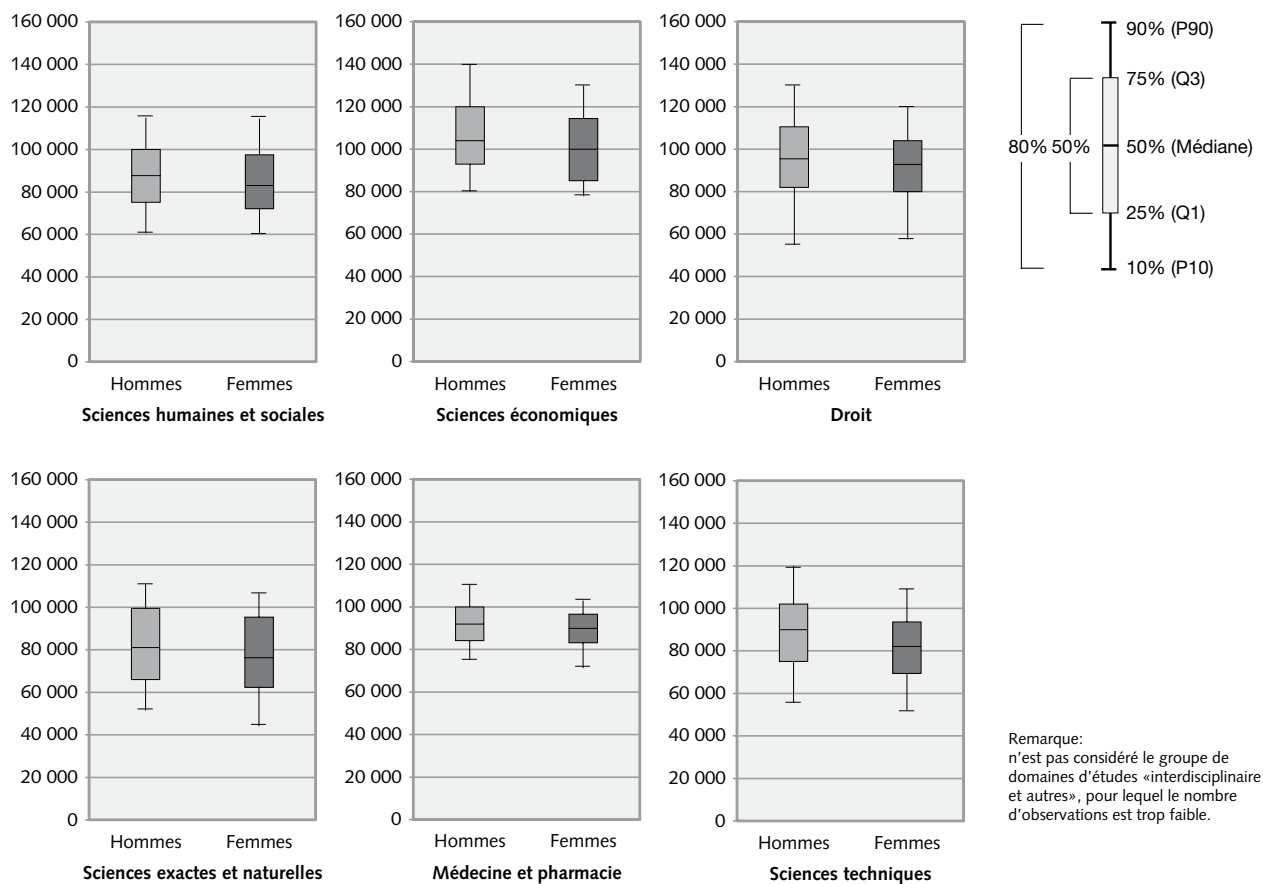 160 000
140 000
120 000
100 000
80 000
60 000
40 000
20 000
0
Hommes Femmes
Sciences humaines et sociales
160 000
140 000
120 000
100 000
80 000
60 000
40 000
20 000
0
Hommes Femmes
Sciences économiques
160 000
140 000
120 000
100 000
80 000
60 000
40 000
20 000
0
Hommes Femmes
Droit
90% (P90)
75% (Q3)
80% 50% 50% (Médiane)
25% (Q1)
10% (P10)
160 000
140 000
120 000
100 000
80 000
60 000
40 000
20 000
0
Hommes Femmes
Sciences exactes et naturelles
160 000
140 000
120 000
100 000
80 000
60 000
40 000
20 000
0
Hommes Femmes
Médecine et pharmacie
160 000
140 000
120 000
100 000
80 000
60 000
40 000
20 000
0
Hommes Femmes
Sciences techniques
Remarque:
n'est pas considéré le groupe de
domaines d'études «interdisciplinaire
et autres», pour lequel le nombre
d'observations est trop faible.